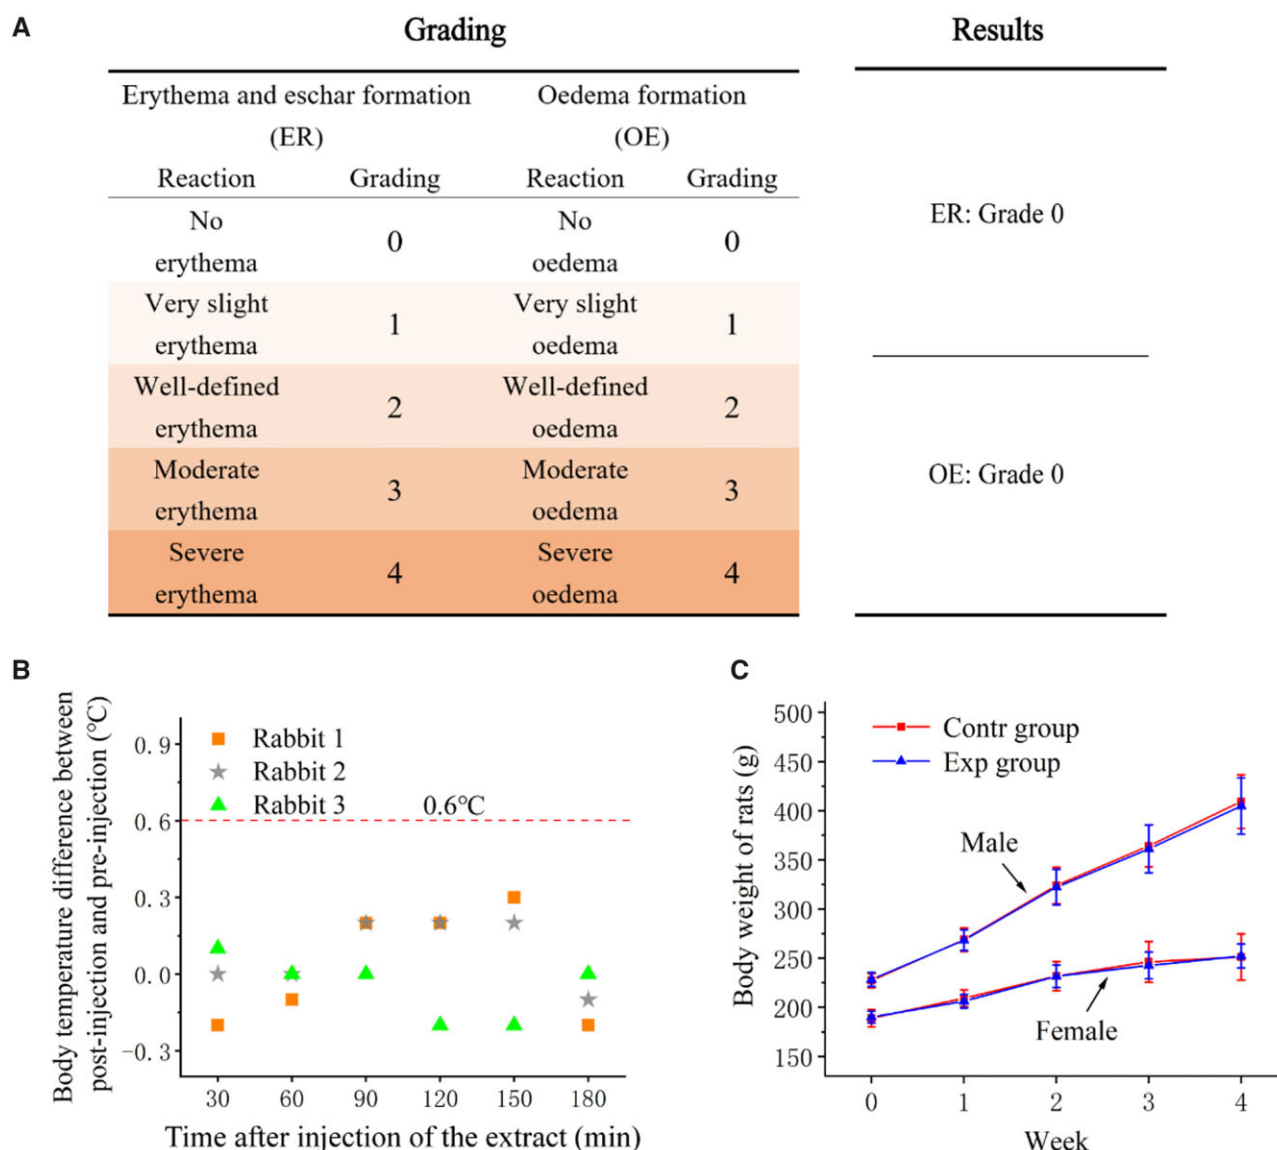 A
Grading
Results
Erythema and eschar formation
(ER)
Oedema formation
(OE)
Reaction Grading Reaction Grading
No
erythema
0
No
oedema
0
Very slight
erythema
1
Very slight
oedema
1
Well-defined
erythema
2
Well-defined
oedema
2
Moderate
erythema
3
Moderate
oedema
3
Severe
erythema
4
Severe
oedema
4
ER: Grade 0
OE: Grade 0
B
Body temperature difference between
post-injection and pre-injection (℃)
0.9
0.6
0.3
0.0
−0.3
Rabbit 1
Rabbit 2
Rabbit 3
0.6℃
30 60 90 120 150 180
Time after injection of the extract (min)
C
Body weight of rats (g)
500
450
400
350
300
250
200
150
Contr group
Exp group
Male
Female
0 1 2 3 4
Week